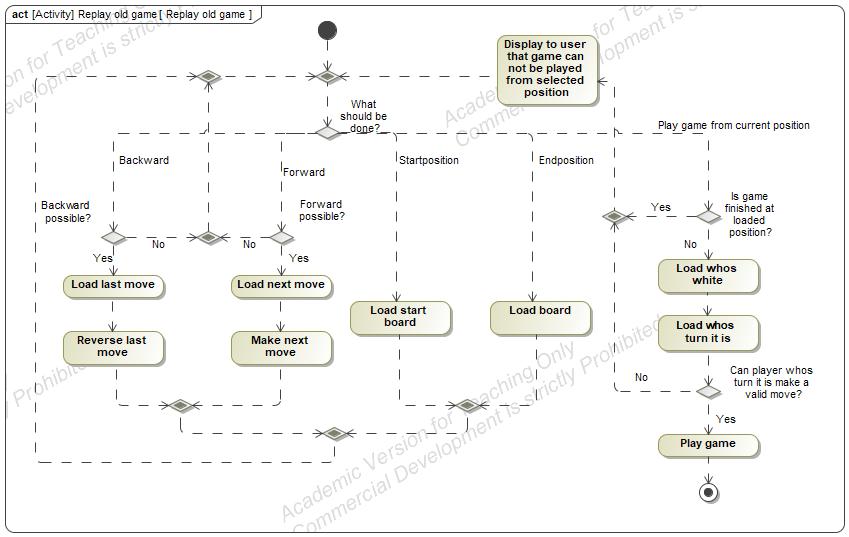 act [Activity] Replay old game [ Replay old game ]
Display to user
that game can
not be played
from selected
position
What
should be
done?
Play game from current position
Backward
Forward
Startposition
Endposition
Backward
possible?
Forward
possible?
Yes
Is game
finished at
loaded
position?
No
No
No
Yes
Yes
Load last move
Load next move
Load whos
white
Load start
board
Load board
Reverse last
move
Make next
move
Load whos
turn it is
No
Can player whos
turn it is make a
valid move?
Yes
Play game
Academic Version for Teaching Only
Commercial Development is strictly Prohibited